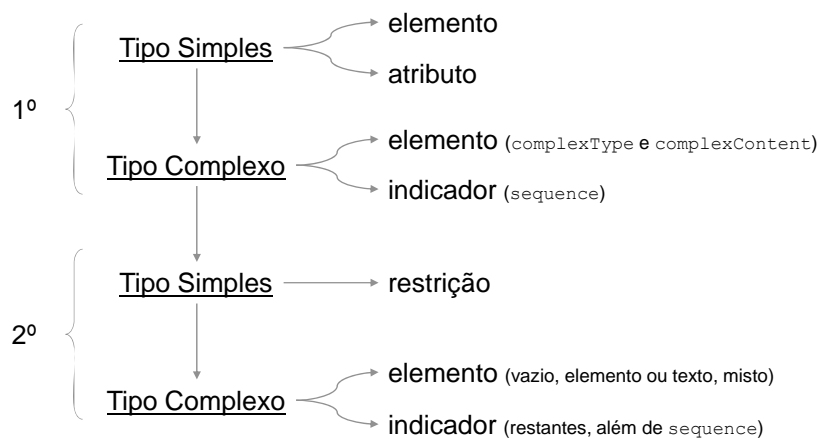 elemento
Tipo Simples
atributo
1º
elemento (complexType e complexContent)
Tipo Complexo
indicador (sequence)
Tipo Simples
restrição
2º
elemento (vazio, elemento ou texto, misto)
Tipo Complexo
indicador (restantes, além de sequence)